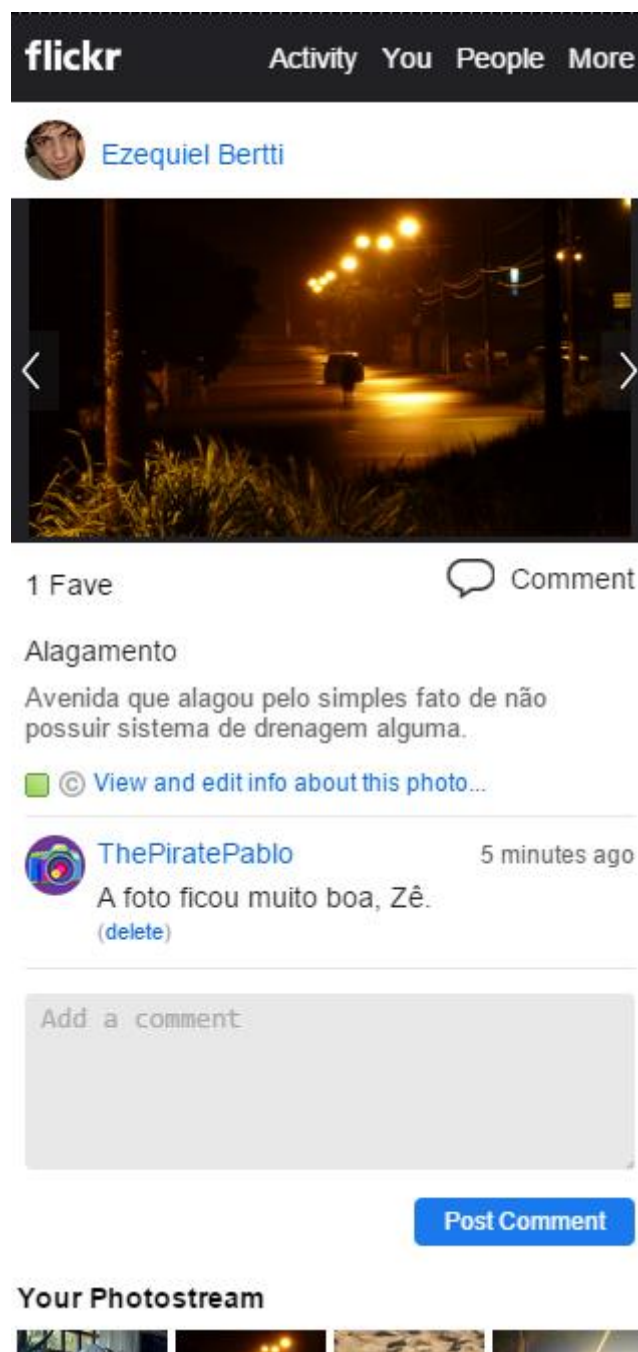 flickr Activity You People More
Ezequiel Bertti
1 Fave Comment
Alagamento
Avenida que alagou pelo simples fato de não
possuir sistema de drenagem alguma.
© View and edit info about this photo...
ThePiratePablo 5 minutes ago
A foto ficou muito boa, Zê.
(delete)
Add a comment
Post Comment
Your Photostream